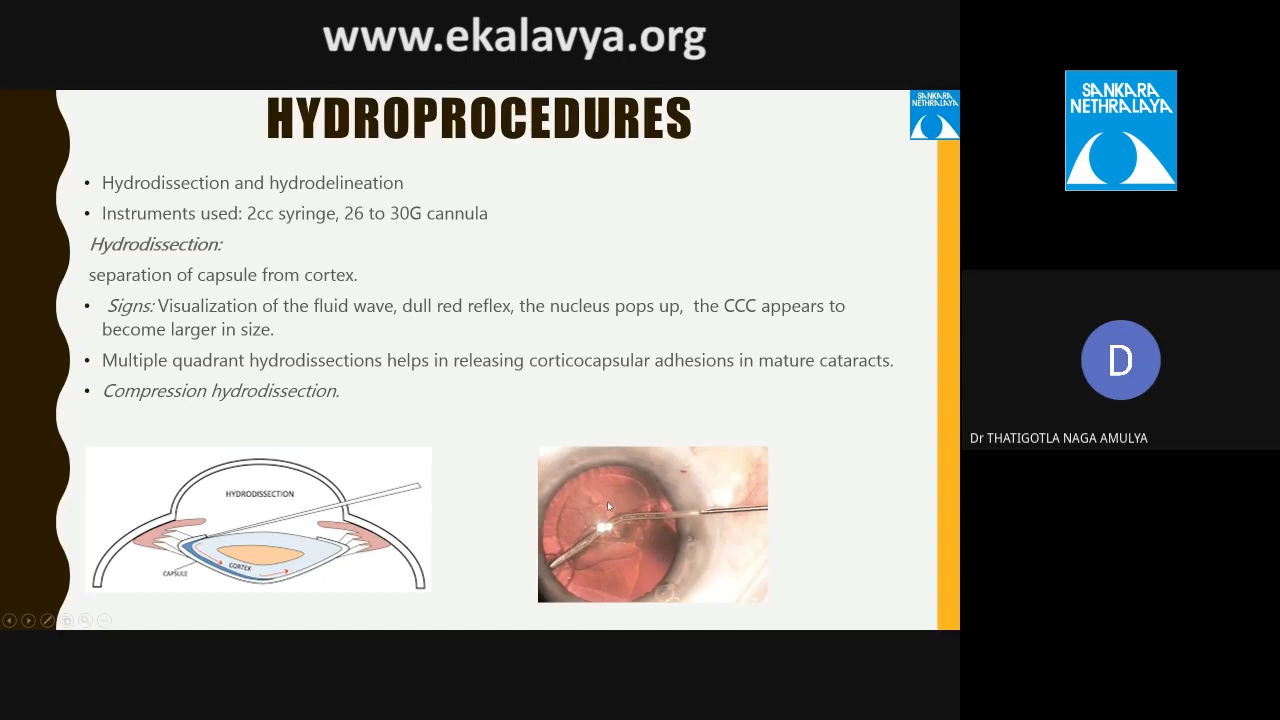 www.ekalavya.org
HYDROPROCEDURES
SANKARA
NETHRALAYA
• Hydrodissection and hydrodelineation
• Instruments used: 2cc syringe, 26 to 30G cannula
Hydrodissection:
separation of capsule from cortex.
• Signs: Visualization of the fluid wave, dull red reflex, the nucleus pops up, the CCC appears to
become larger in size.
• Multiple quadrant hydrodissections helps in releasing corticocapsular adhesions in mature cataracts.
• Compression hydrodissection.
HYDRODISSECTION
CORTEX
CAPSULE
SANKARA
NETHRALAYA
D
Dr THATIGOTLA NAGA AMULYA